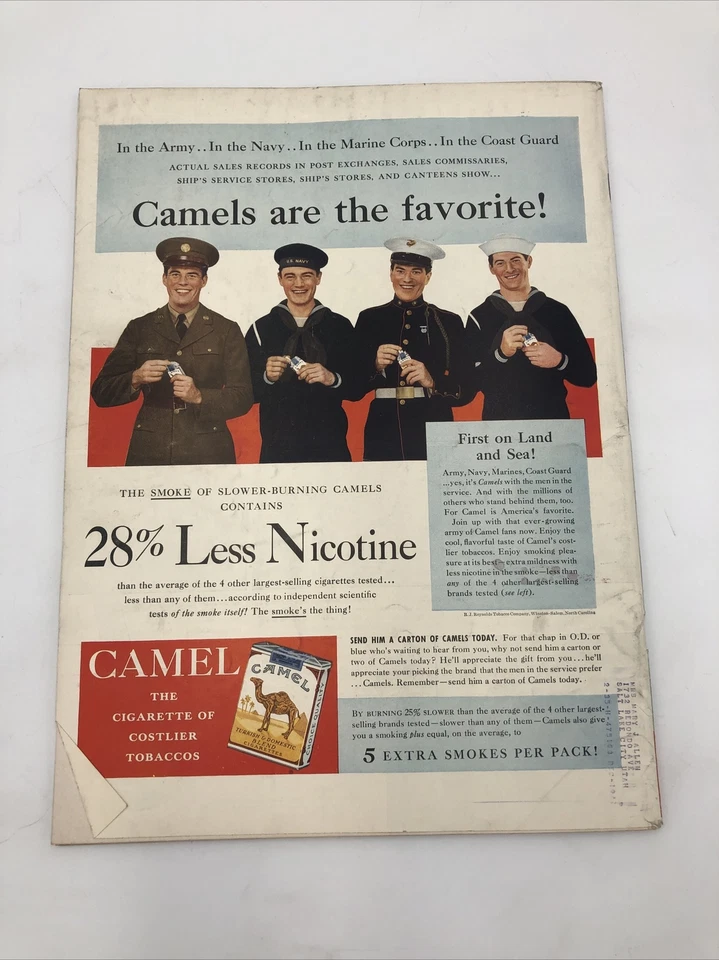 In the Army..In the Navy..In the Marine Corps..In the Coast Guard
ACTUAL SALES RECORDS IN POST EXCHANGES, SALES COMMISSARIES,
SHIP'S SERVICE STORES, SHIP'S STORES, AND CANTEENS SHOW...
Camels are the favorite!
U.S. NAVY
First on Land
and Sea!
Army, Navy, Marines, Coast Guard
...yes, it's Camels with the men in the
service. And with the millions of
others who stand behind them, too.
For Camel is America's favorite.
Join up with that ever-growing
army of Camel fans now. Enjoy the
cool, flavorful taste of Camel's cost-
lier tobaccos. Enjoy smoking plea-
sure at its best—extra mildness with
less nicotine in the smoke—less than
any of the 4 other largest-selling
brands tested (see left).
R. J. Reynolds Tobacco Company, Winston-Salem, North Carolina
THE SMOKE OF SLOWER-BURNING CAMELS
CONTAINS
28% Less Nicotine
than the average of the 4 other largest-selling cigarettes tested...
less than any of them...according to independent scientific
tests of the smoke itself! The smoke's the thing!
CAMEL
THE
CIGARETTE OF
COSTLIER
TOBACCOS
CAMEL
TURKISH & DOMESTIC
BLEND
CIGARETTES
CHOICE QUALITY
SEND HIM A CARTON OF CAMELS TODAY. For that chap in O.D. or
blue who's waiting to hear from you, why not send him a carton or
two of Camels today? He'll appreciate the gift from you...he'll
appreciate your picking the brand that the men in the service prefer
...Camels. Remember—send him a carton of Camels today.
BY BURNING 25% SLOWER than the average of the 4 other largest-
selling brands tested—slower than any of them—Camels also give
you a smoking plus equal, on the average, to
5 EXTRA SMOKES PER PACK!
MRS MARY ALLEN
SALT LAKE CITY UTAH